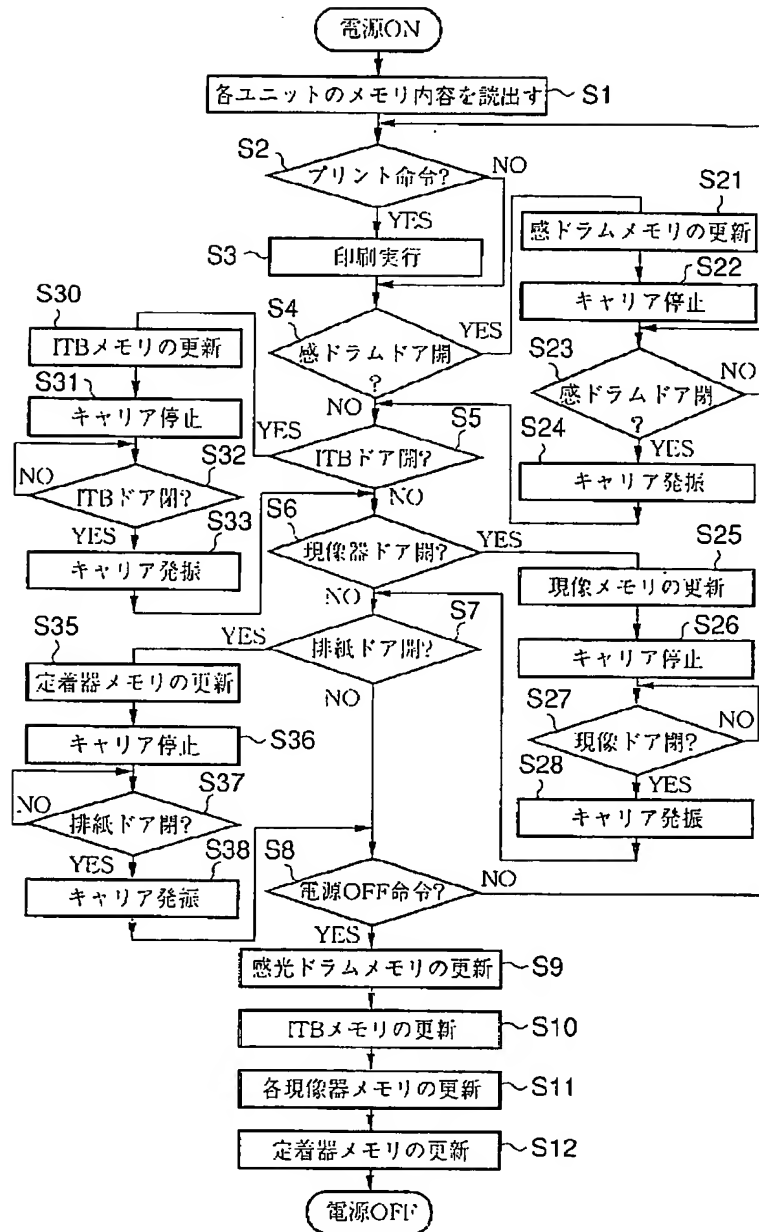 電源ON
各ユニットのメモリ内容を読出す
S1
S2
プリント命令?
NO
YES
S3
印刷実行
S4
感ドラムドア開
?
YES
NO
S21
感ドラムメモリの更新
S22
キャリア停止
S23
感ドラムドア閉
?
NO
YES
S24
キャリア発振
S5
ITBドア開?
YES
NO
S30
ITBメモリの更新
S31
キャリア停止
S32
ITBドア閉?
NO
YES
S33
キャリア発振
S6
現像器ドア開?
YES
NO
S25
現像メモリの更新
S26
キャリア停止
S27
現像ドア閉?
NO
YES
S28
キャリア発振
S7
排紙ドア開?
YES
NO
S35
定着器メモリの更新
キャリア停止
S36
S37
排紙ドア閉?
NO
YES
S38
キャリア発振
S8
電源OFF命令?
NO
YES
感光ドラムメモリの更新
S9
ITBメモリの更新
S10
各現像器メモリの更新
S11
定着器メモリの更新
S12
電源OFF